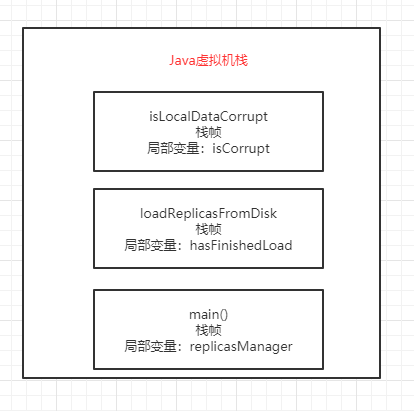 Java虚拟机栈
isLocalDataCorrupt
栈帧
局部变量：isCorrupt
loadReplicasFromDisk
栈帧
局部变量：hasFinishedLoad
main()
栈帧
局部变量：replicasManager